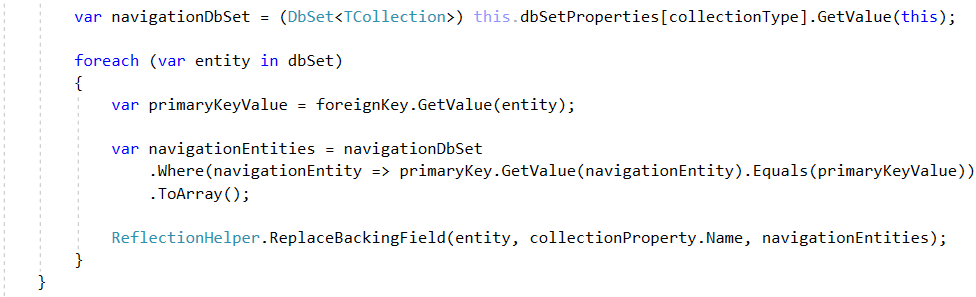 var navigationDbSet = (DbSet<TCollection>) this.dbSetProperties[collectionType].GetValue(this);
foreach (var entity in dbSet)
{
var primaryKeyValue = foreignKey.GetValue(entity);
var navigationEntities = navigationDbSet
.Where(navigationEntity => primaryKey.GetValue(navigationEntity).Equals(primaryKeyValue))
.ToArray();
ReflectionHelper.ReplaceBackingField(entity, collectionProperty.Name, navigationEntities);
}
}